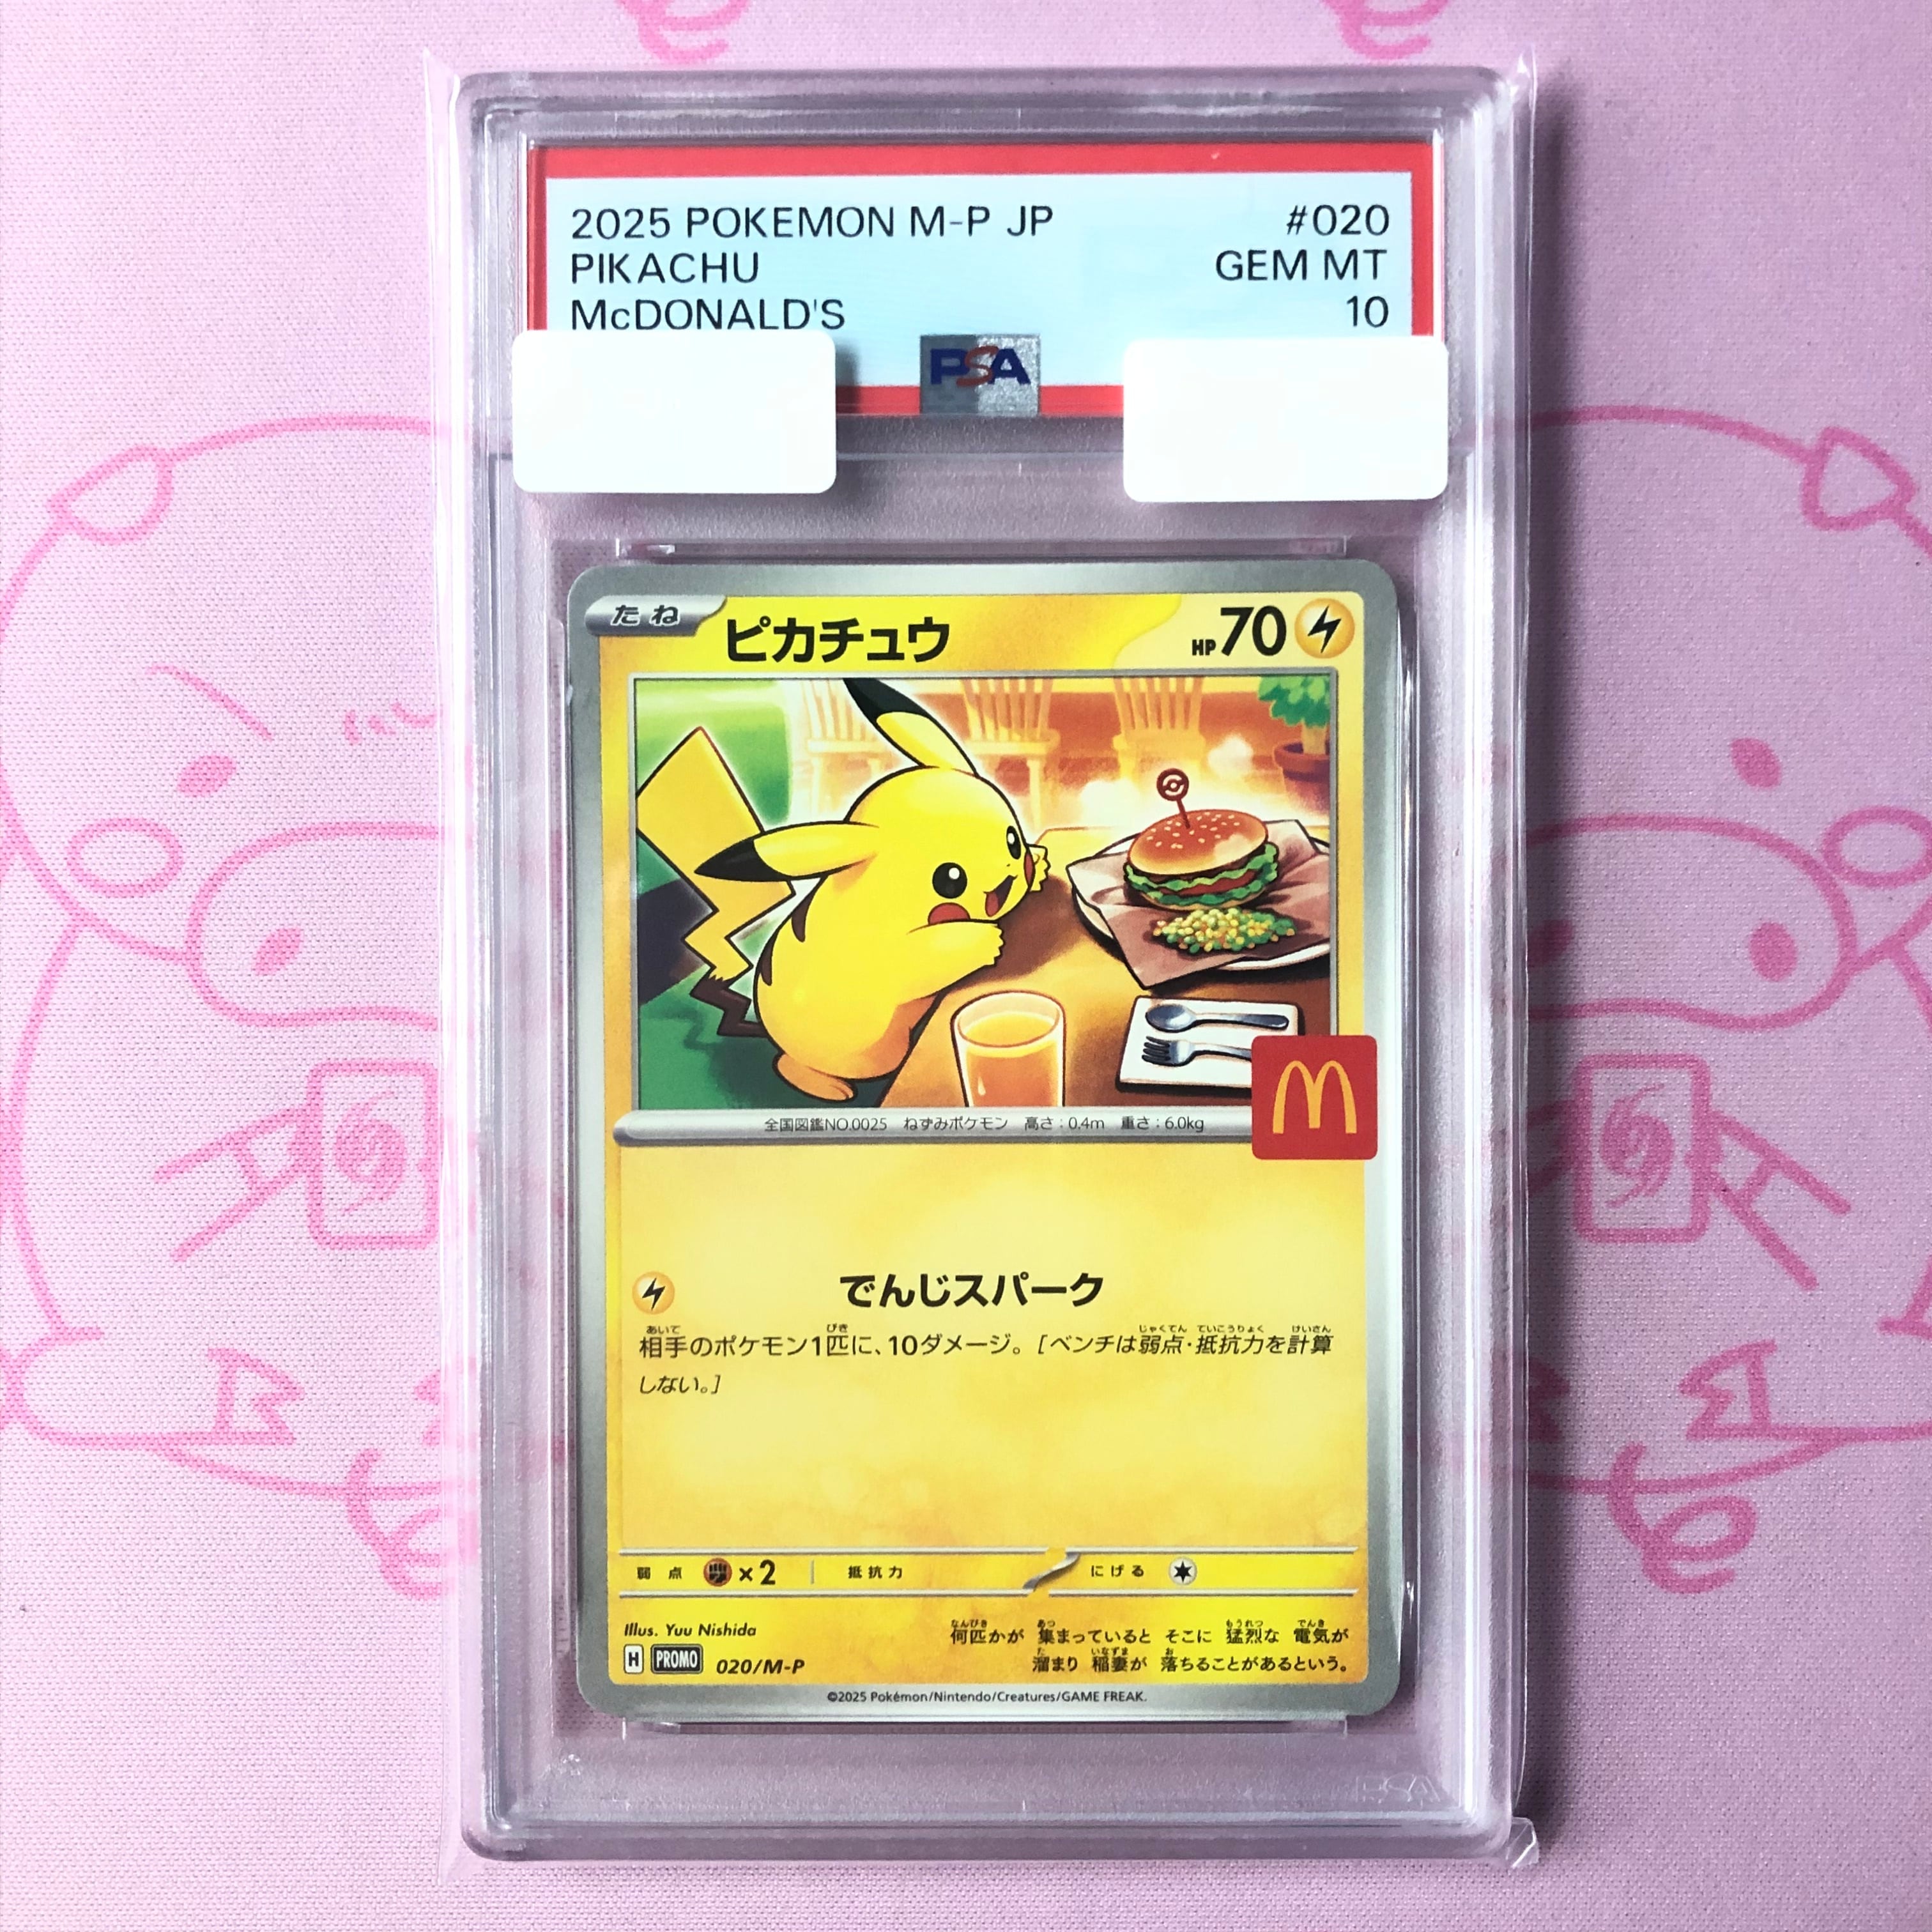 2025 POKEMON M-P JP #020
PIKACHU GEM MT
McDONALD'S 10
PSA
たね ピカチュウ HP70
全国図鑑NO.0025 ねずみポケモン 高さ：0.4m 重さ：6.0kg
でんじスパーク
相手のポケモン1匹に、10ダメージ。［ベンチは弱点・抵抗力を計算
しない。］
弱点 ×2 抵抗力 にげる
Illus. Yuu Nishida
H PROMO 020/M-P
何匹かが 集まっていると そこに 猛烈な 電気が
溜まり 稲妻が 落ちることがあるという。
©2025 Pokémon/Nintendo/Creatures/GAME FREAK.
PSA